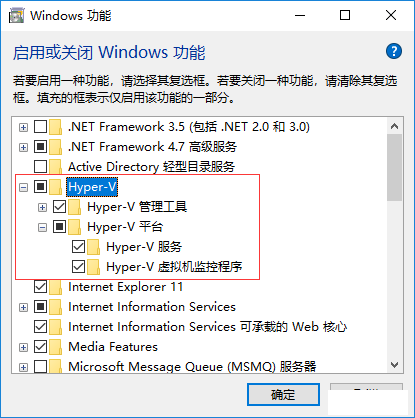 Windows 功能
启用或关闭 Windows 功能
若要启用一种功能，请选择其复选框。若要关闭一种功能，请清除其复选
框。填充的框表示仅启用该功能的一部分。
.NET Framework 3.5 (包括 .NET 2.0 和 3.0)
.NET Framework 4.7 高级服务
Active Directory 轻型目录服务
Hyper-V
Hyper-V 管理工具
Hyper-V 平台
Hyper-V 服务
Hyper-V 虚拟机监控程序
Internet Explorer 11
Internet Information Services
Internet Information Services 可承载的 Web 核心
Media Features
Microsoft Message Queue (MSMQ) 服务器
确定